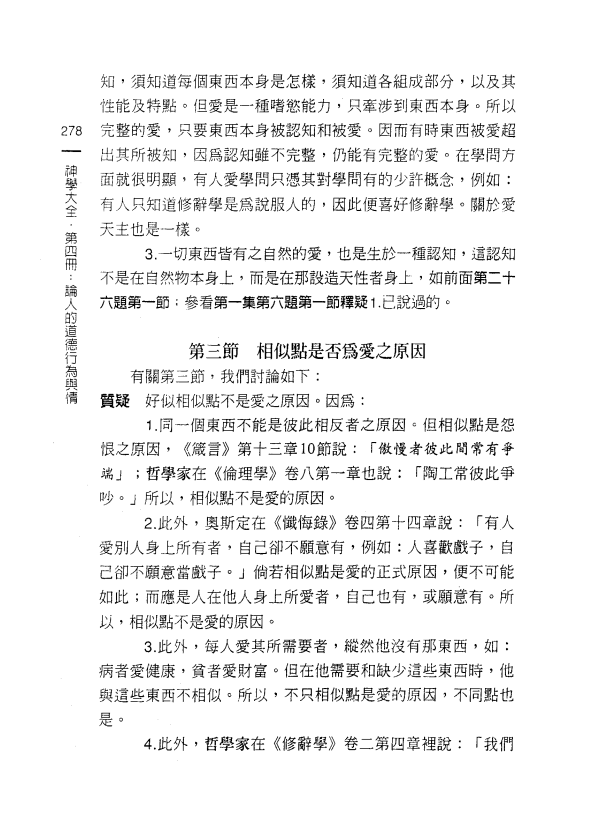 知，須知道每個東西本身是怎樣，須知道各組成部分，以及其
性能及特點。但愛是一種嗜慾能力，只牽涉到東西本身。所以
完整的愛，只要東西本身被認知和被愛。因而有時東西被愛超
出其所被知，因爲認知雖不完整，仍能有完整的愛。在學問方
面就很明顯，有人愛學問只憑其對學問有的少許概念，例如：
有人只知道修辭學是爲說服人的，因此便喜好修辭學。關於愛
天主也是一樣。
3.一切東西皆有之自然的愛，也是生於一種認知，這認知
不是在自然物本身上，而是在那設造天性者身上，如前面第二十
六題第一節；參看第一集第六題第一節釋疑1.已說過的。
第三節　相似點是否爲愛之原因
有關第三節，我們討論如下：
質疑　好似相似點不是愛之原因。因爲：
1.同一個東西不能是彼此相反者之原因。但相似點是怨
恨之原因，《箴言》第十三章10節說：「傲慢者彼此間常有爭
端」；哲學家在《倫理學》卷八第一章也說：「陶工常彼此爭
吵。」所以，相似點不是愛的原因。
2.此外，奧斯定在《懺悔錄》卷四第十四章說：「有人
愛別人身上所有者，自己卻不願意有，例如：人喜歡戲子，自
己卻不願意當戲子。」倘若相似點是愛的正式原因，便不可能
如此；而應是人在他人身上所愛者，自己也有，或願意有。所
以，相似點不是愛的原因。
3.此外，每人愛其所需要者，縱然他沒有那東西，如：
病者愛健康，貧者愛財富。但在他需要和缺少這些東西時，他
與這些東西不相似。所以，不只相似點是愛的原因，不同點也
是。
4.此外，哲學家在《修辭學》卷二第四章裡說：「我們
278
神學大全．第四冊：論人的道德行為與情